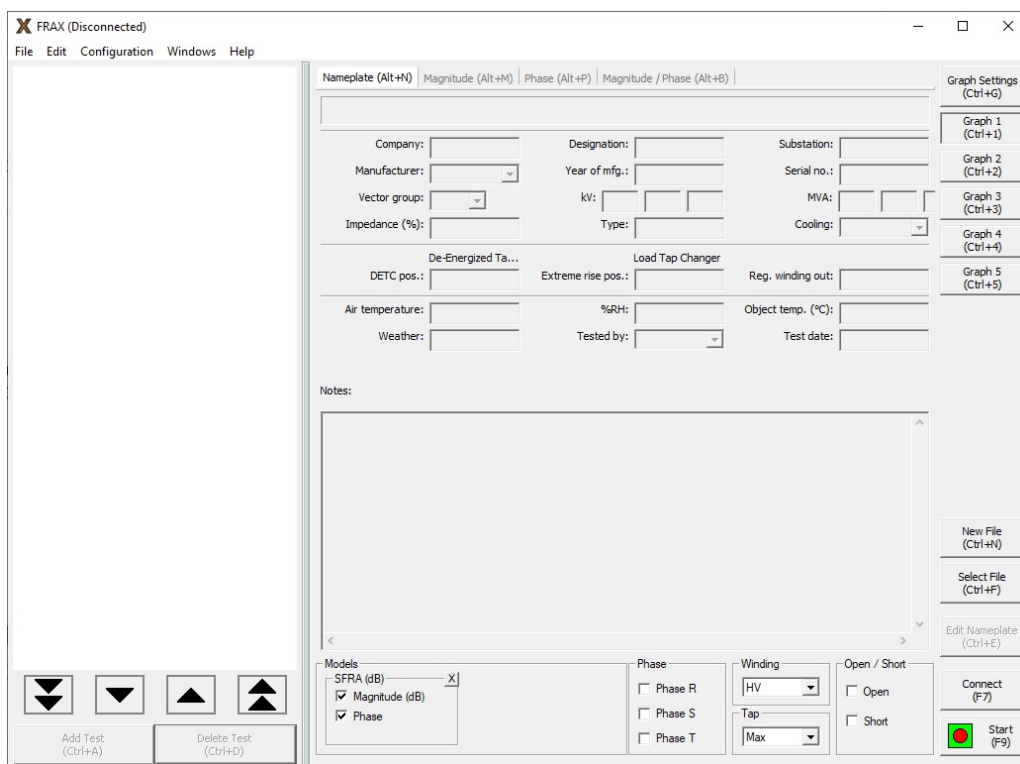 FRAX (Disconnected)
File Edit Configuration Windows Help
Nameplate (Alt+N) Magnitude (Alt+M) Phase (Alt+P) Magnitude / Phase (Alt+B)
Company: Designation: Substation:
Manufacturer: Year of mfg.: Serial no.:
Vector group: kV: MVA:
Impedance (%): Type: Cooling:
De-Energized Ta... Load Tap Changer
DETC pos.: Extreme rise pos.: Reg. winding out:
Air temperature: %RH: Object temp. (°C):
Weather: Tested by: Test date:
Notes:
Graph Settings
(Ctrl+G)
Graph 1
(Ctrl+1)
Graph 2
(Ctrl+2)
Graph 3
(Ctrl+3)
Graph 4
(Ctrl+4)
Graph 5
(Ctrl+5)
New File
(Ctrl+N)
Select File
(Ctrl+F)
Edit Nameplate
(Ctrl+E)
Connect
(F7)
Start
(F9)
Add Test
(Ctrl+A)
Delete Test
(Ctrl+D)
Models
SFRA (dB) X
Magnitude (dB)
Phase
Phase
Phase R
Phase S
Phase T
Winding
HV
Tap
Max
Open / Short
Open
Short